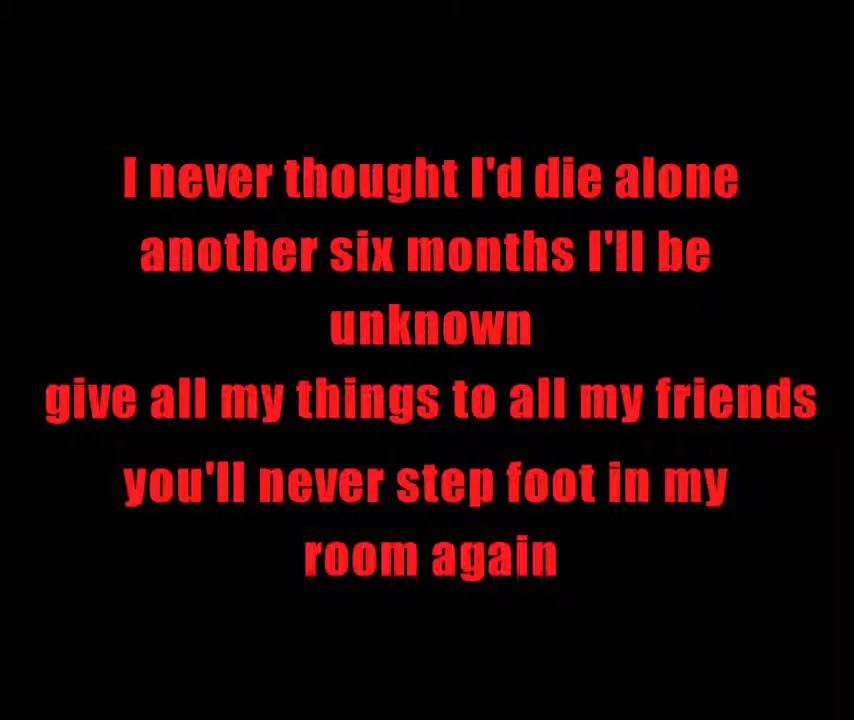 I never thought I'd die alone
another six months I'll be
unknown
give all my things to all my friends
you'll never step foot in my
room again